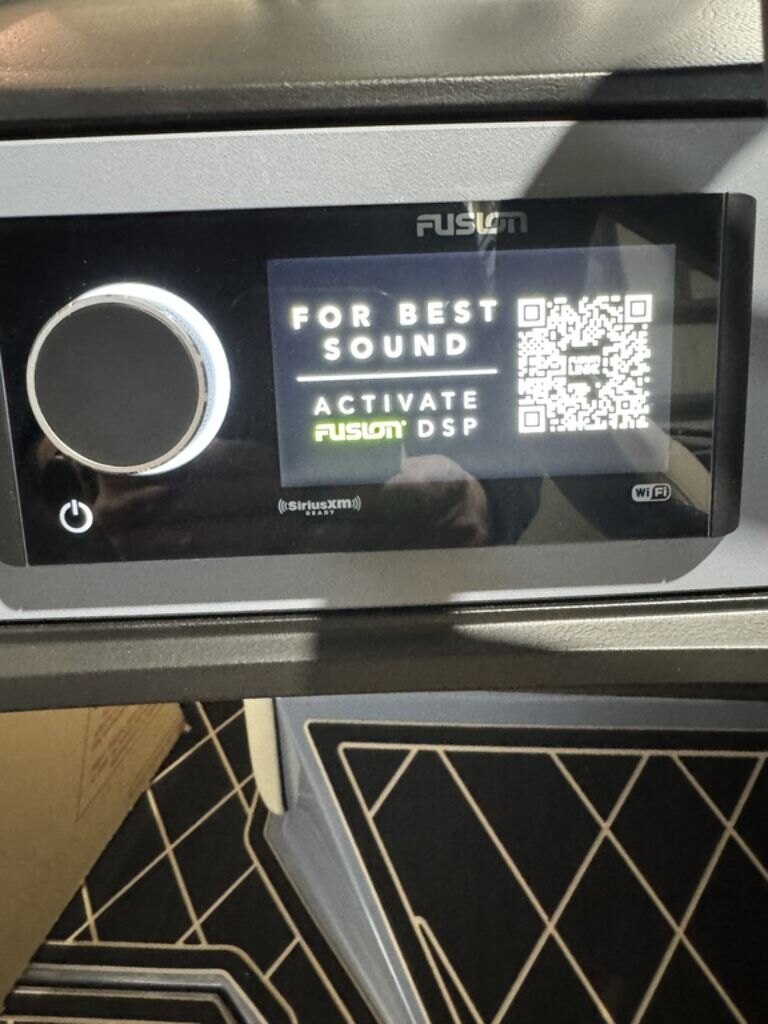 FUSION
FOR BEST
SOUND
ACTIVATE
FUSION DSP
SiriusXM
READY
WiFi